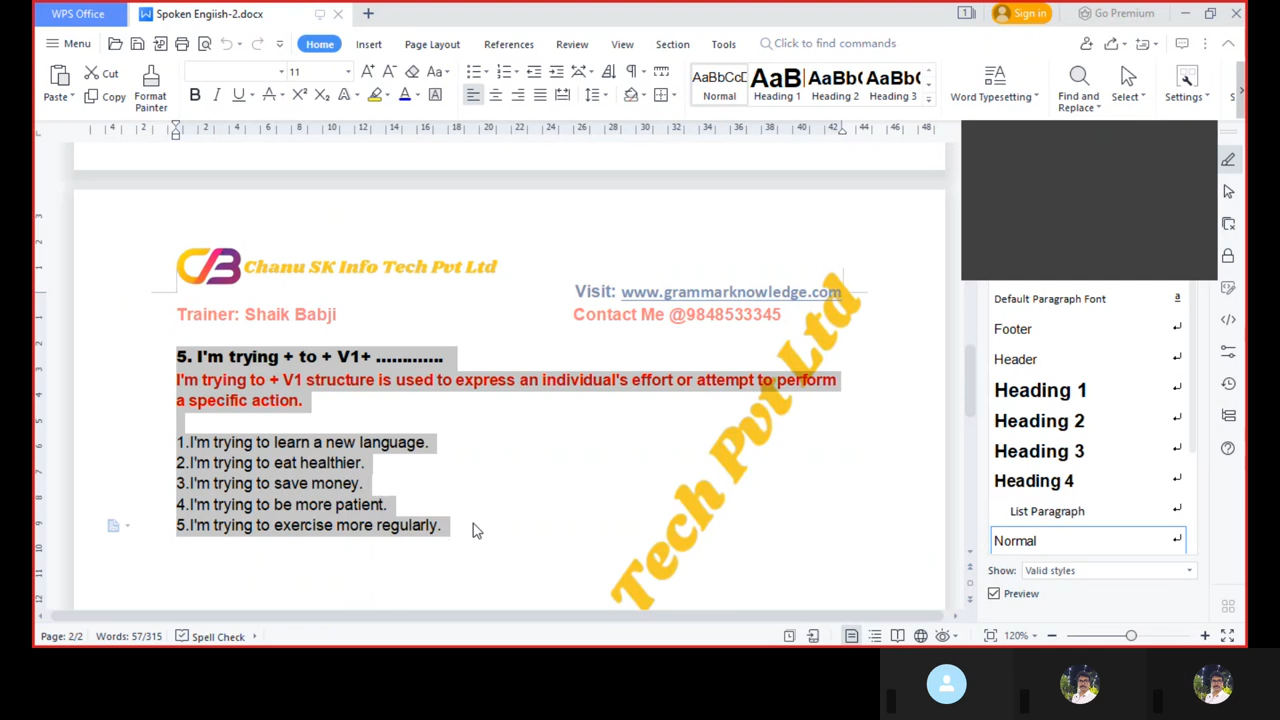 WPS Office
Spoken Engiish-2.docx
Sign in
Go Premium
Menu
Home
Insert
Page Layout
References
Review
View
Section
Tools
Click to find commands
Paste
Cut
Copy
Format
Painter
11
AaBbCcD
Normal
AaB
Heading 1
AaBb(
Heading 2
AaBb(
Heading 3
Word Typesetting
Find and
Replace
Select
Settings
Chanu SK Info Tech Pvt Ltd
Visit: www.grammarknowledge.com
Trainer: Shaik Babji
Contact Me @9848533345
5. I'm trying + to + V1+ .............
I'm trying to + V1 structure is used to express an individual's effort or attempt to perform
a specific action.
1.I'm trying to learn a new language.
2.I'm trying to eat healthier.
3.I'm trying to save money.
4.I'm trying to be more patient.
5.I'm trying to exercise more regularly.
Tech Pvt Ltd
Default Paragraph Font
Footer
Header
Heading 1
Heading 2
Heading 3
Heading 4
List Paragraph
Normal
Show: Valid styles
Preview
Page: 2/2
Words: 57/315
Spell Check
120%